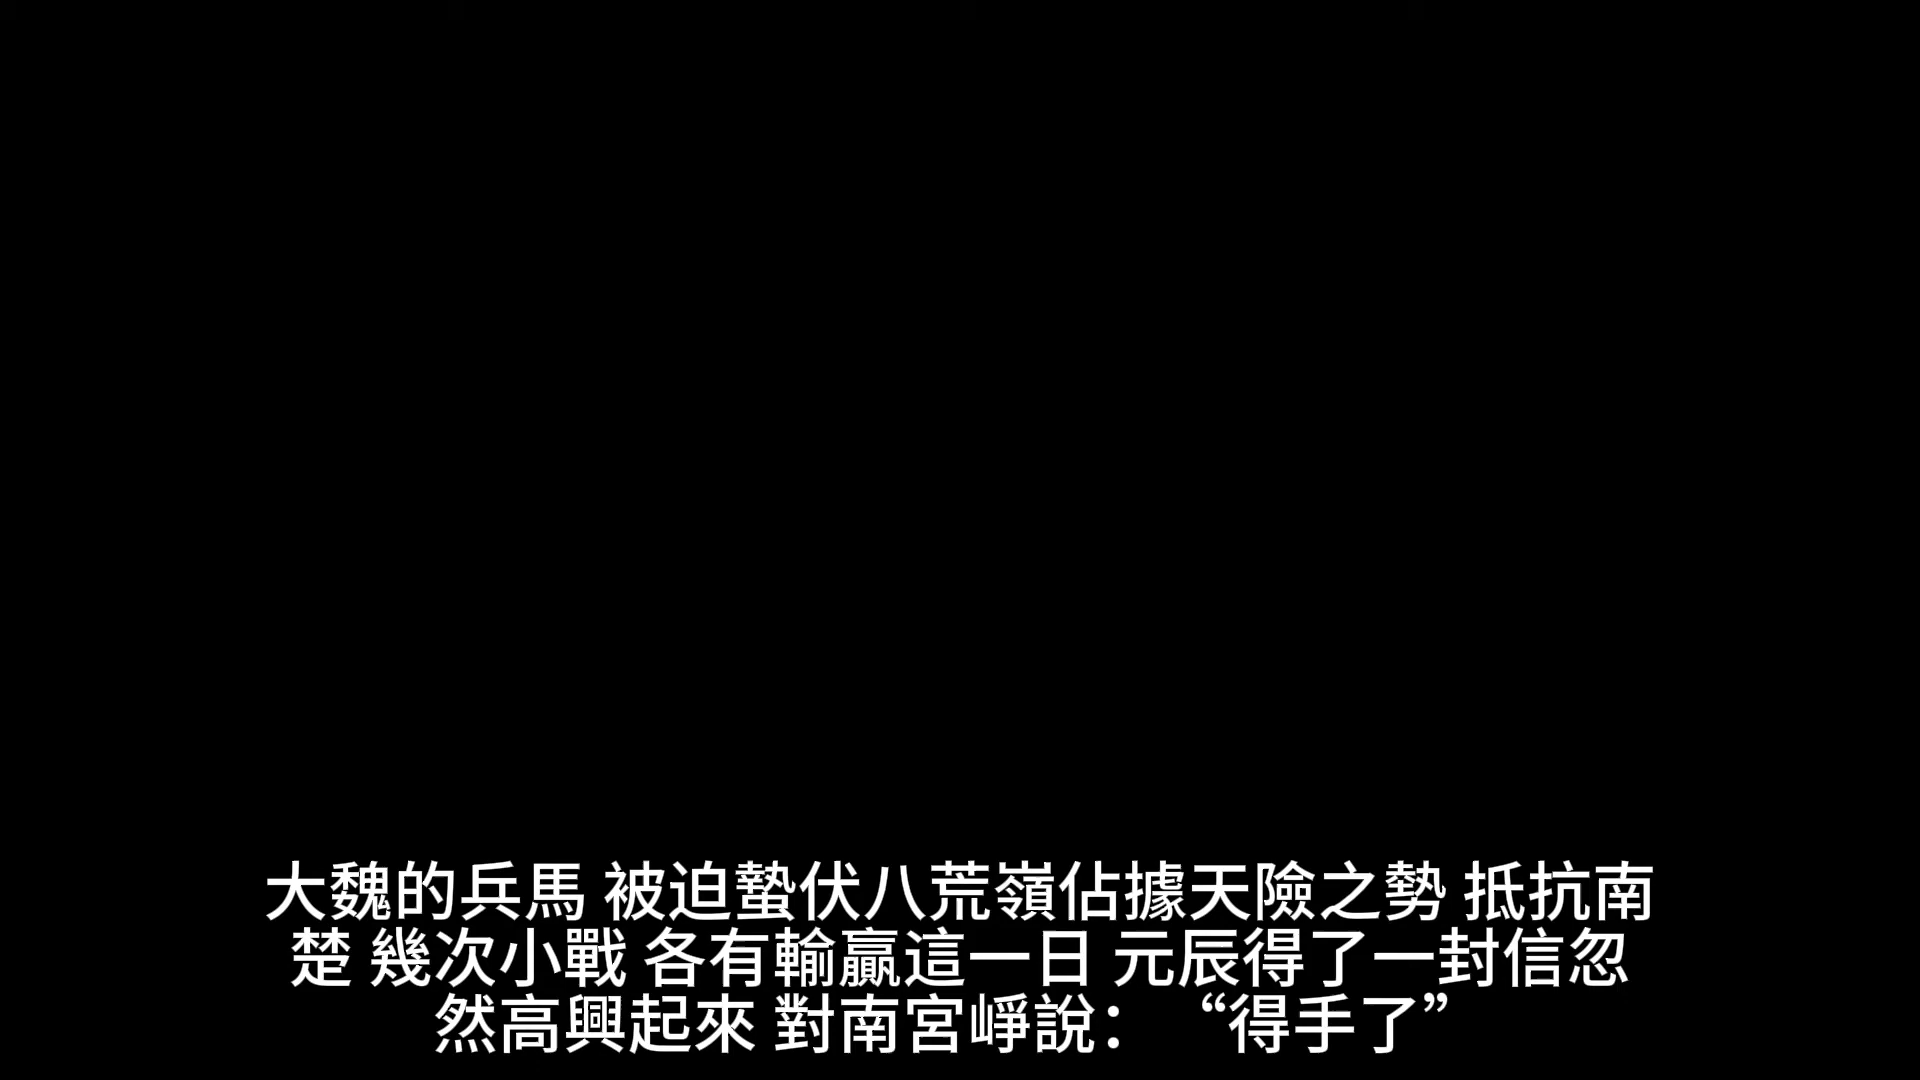 大魏的兵馬 被迫蟄伏八荒嶺佔據天險之勢 抵抗南
楚 幾次小戰 各有輸贏這一日 元辰得了一封信忽
然高興起來 對南宮崢說：“得手了”